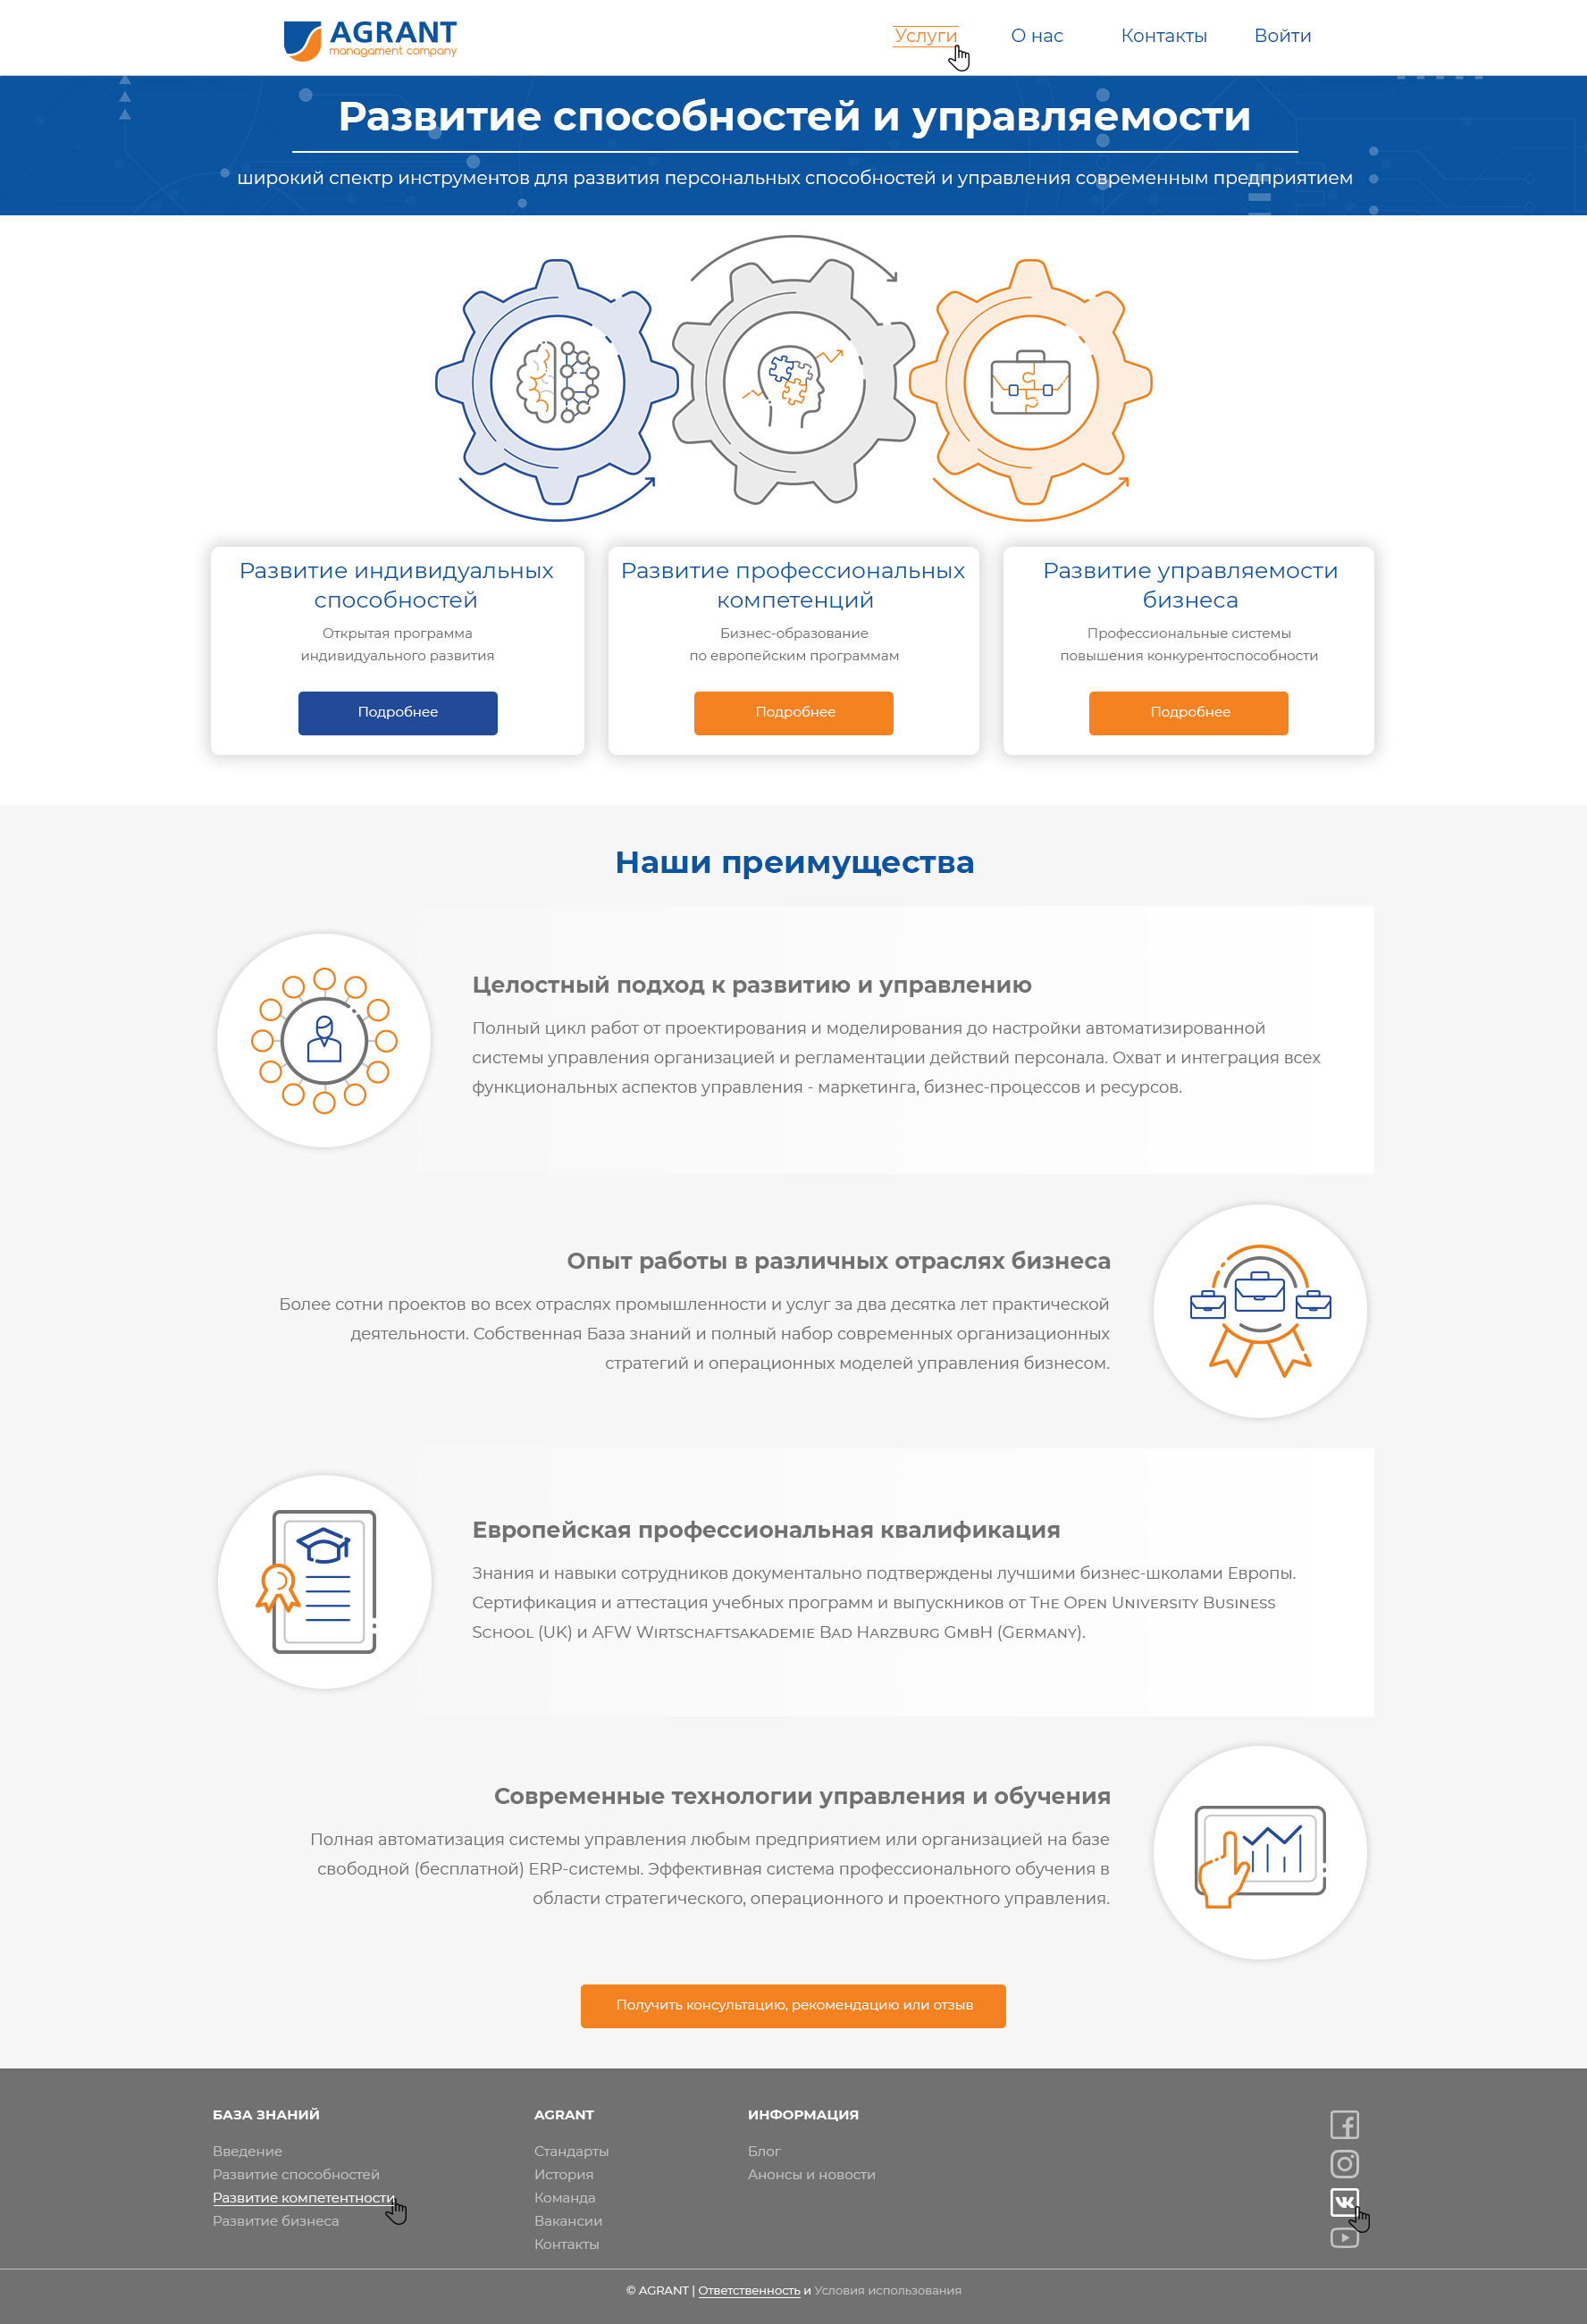 AGRANT
managament company
Услуги
О нас
Контакты
Войти
Развитие способностей и управляемости
широкий спектр инструментов для развития персональных способностей и управления современным предприятием
Развитие индивидуальных
способностей
Открытая программа
индивидуального развития
Подробнее
Развитие профессиональных
компетенций
Бизнес-образование
по европейским программам
Подробнее
Развитие управляемости
бизнеса
Профессиональные системы
повышения конкурентоспособности
Подробнее
Наши преимущества
Целостный подход к развитию и управлению
Полный цикл работ от проектирования и моделирования до настройки автоматизированной
системы управления организацией и регламентации действий персонала. Охват и интеграция всех
функциональных аспектов управления - маркетинга, бизнес-процессов и ресурсов.
Опыт работы в различных отраслях бизнеса
Более сотни проектов во всех отраслях промышленности и услуг за два десятка лет практической
деятельности. Собственная База знаний и полный набор современных организационных
стратегий и операционных моделей управления бизнесом.
Европейская профессиональная квалификация
Знания и навыки сотрудников документально подтверждены лучшими бизнес-школами Европы.
Сертификация и аттестация учебных программ и выпускников от The Open University Business
School (UK) и AFW Wirtschaftsakademie Bad Harzburg GmbH (Germany).
Современные технологии управления и обучения
Полная автоматизация системы управления любым предприятием или организацией на базе
свободной (бесплатной) ERP-системы. Эффективная система профессионального обучения в
области стратегического, операционного и проектного управления.
Получить консультацию, рекомендацию или отзыв
БАЗА ЗНАНИЙ
Введение
Развитие способностей
Развитие компетентности
Развитие бизнеса
AGRANT
Стандарты
История
Команда
Вакансии
Контакты
ИНФОРМАЦИЯ
Блог
Анонсы и новости
© AGRANT | Ответственность и Условия использования